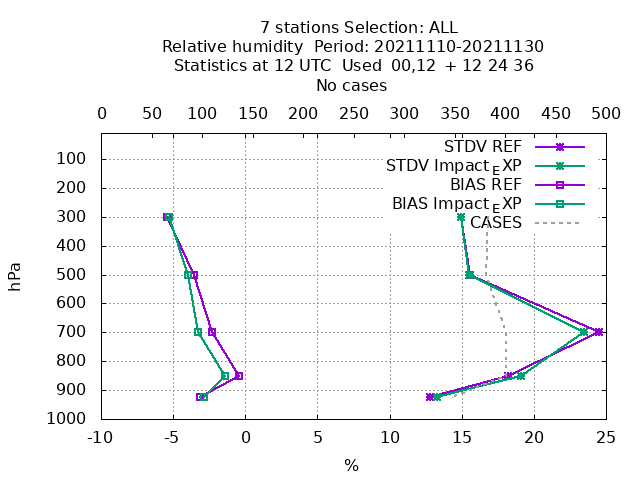 7 stations Selection: ALL
Relative humidity  Period: 20211110-20211130
Statistics at 12 UTC  Used  00,12  + 12 24 36
No cases
0 50 100 150 200 250 300 350 400 450 500
STDV REF
STDV Impact_EXP
BIAS REF
BIAS Impact_EXP
CASES
100
200
300
400
500
600
700
800
900
1000
hPa
-10 -5 0 5 10 15 20 25
%